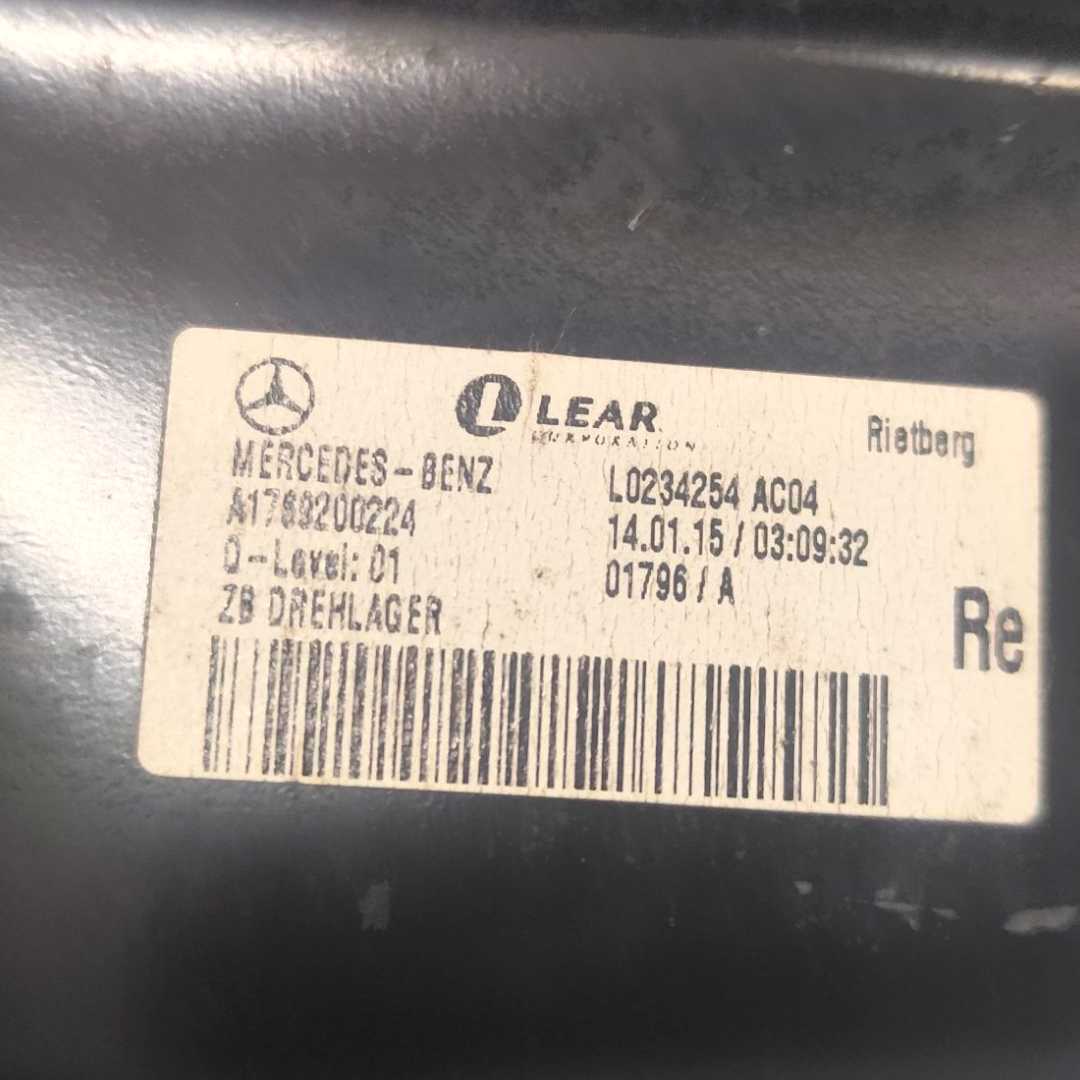 LEAR
CORPORATION
Rietberg
MERCEDES-BENZ
L0234254 AC04
A1769200224
14.01.15 / 03:09:32
Q-Level: 01
01796 / A
ZB DREHLAGER
Re